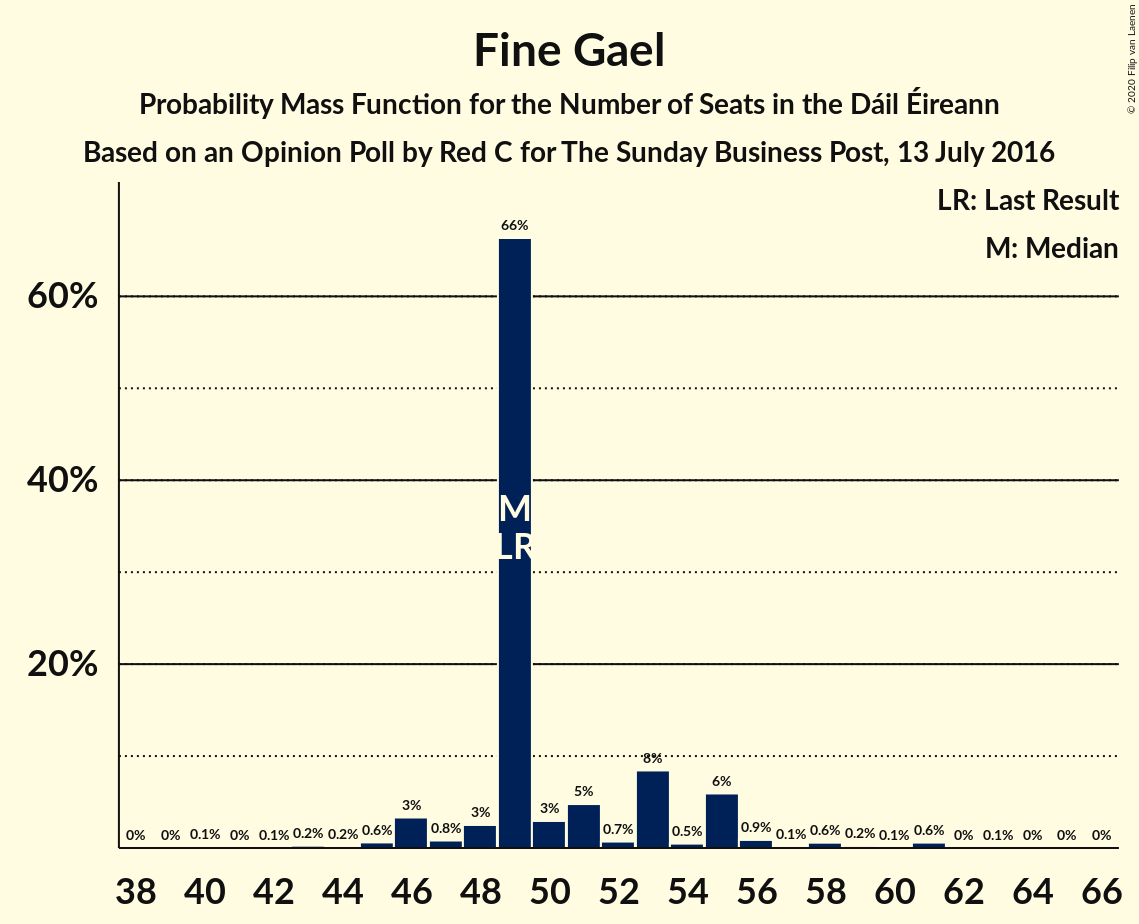 Fine Gael
Probability Mass Function for the Number of Seats in the Dáil Éireann
Based on an Opinion Poll by Red C for The Sunday Business Post, 13 July 2016
© 2020 Filip van Laenen
LR: Last Result
M: Median
66%
60%
40%
M
LR
20%
8%
6%
5%
3% 3% 3%
0% 0% 0.1% 0% 0.1% 0.2% 0.2% 0.6% 0.8% 0.7% 0.5% 0.9% 0.1% 0.6% 0.2% 0.1% 0.6% 0% 0.1% 0% 0% 0%
38 40 42 44 46 48 50 52 54 56 58 60 62 64 66